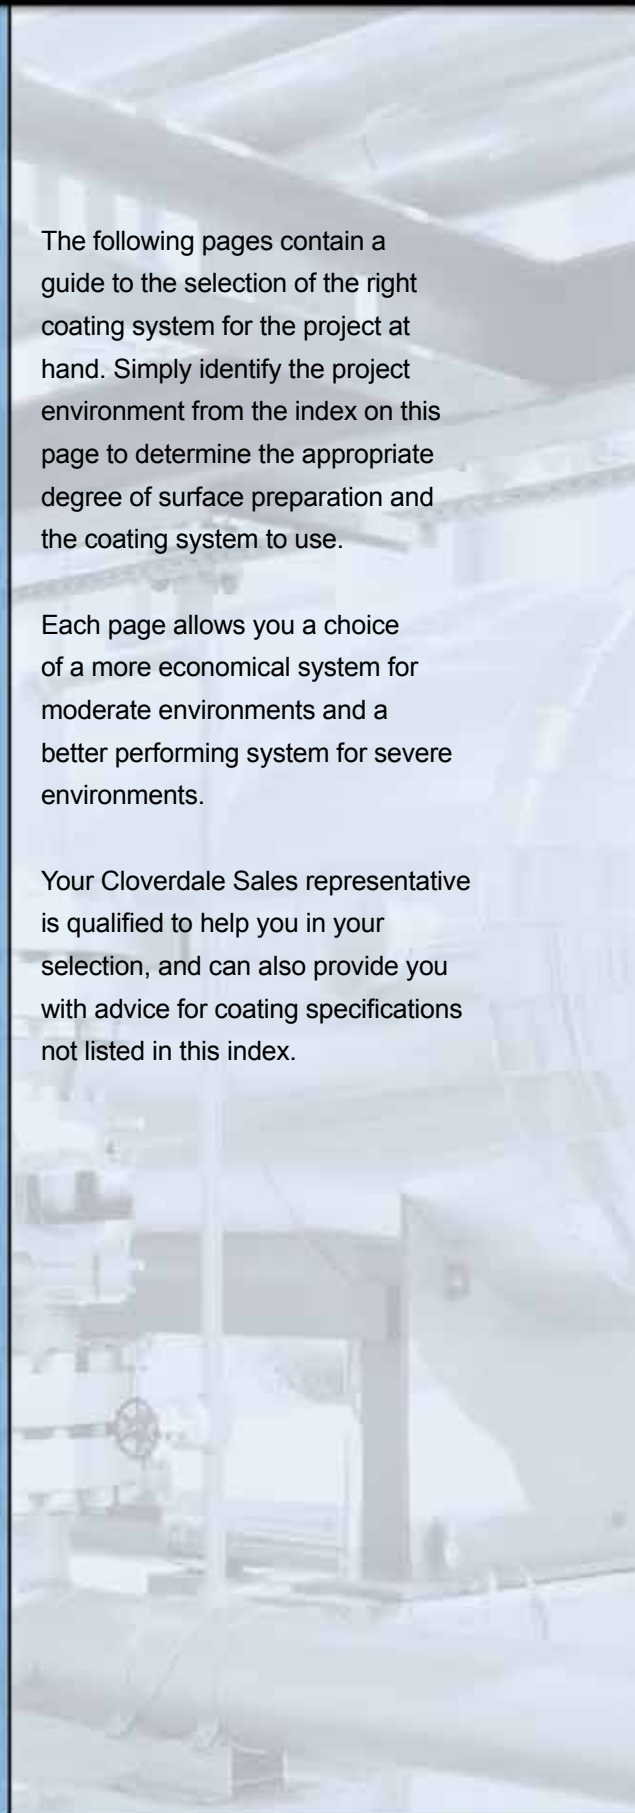 The following pages contain a
guide to the selection of the right
coating system for the project at
hand. Simply identify the project
environment from the index on this
page to determine the appropriate
degree of surface preparation and
the coating system to use.
Each page allows you a choice
of a more economical system for
moderate environments and a
better performing system for severe
environments.
Your Cloverdale Sales representative
is qualified to help you in your
selection, and can also provide you
with advice for coating specifications
not listed in this index.